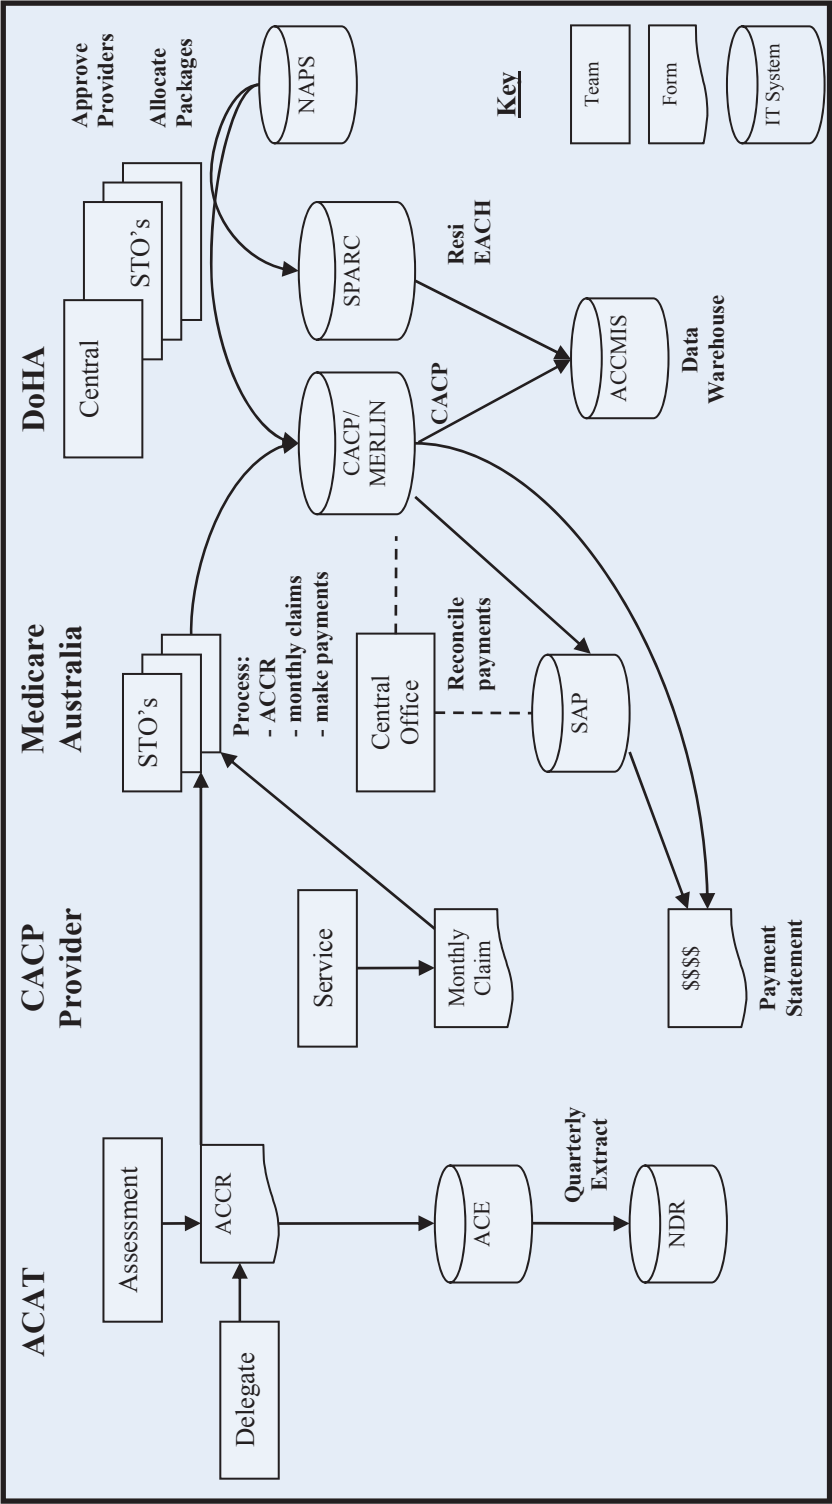 ACAT
Assessment
Delegate
ACCR
ACE
Quarterly
Extract
NDR
CACP
Provider
Service
Monthly
Claim
$$$$
Payment
Statement
Medicare
Australia
STO's
Process:
- ACCR
- monthly claims
- make payments
Central
Office
Reconcile
payments
SAP
DoHA
Central
STO's
Approve
Providers
Allocate
Packages
NAPS
CACP/
MERLIN
SPARC
CACP
Resi
EACH
ACCMIS
Data
Warehouse
Key
Team
Form
IT System